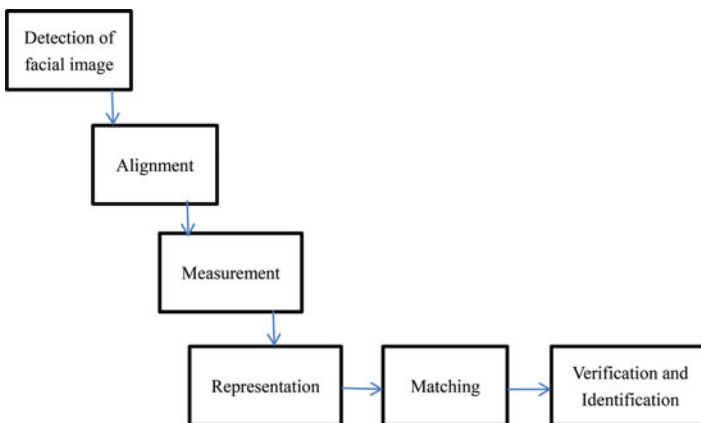 Detection of
facial image
Alignment
Measurement
Representation
Matching
Verification and
Identification